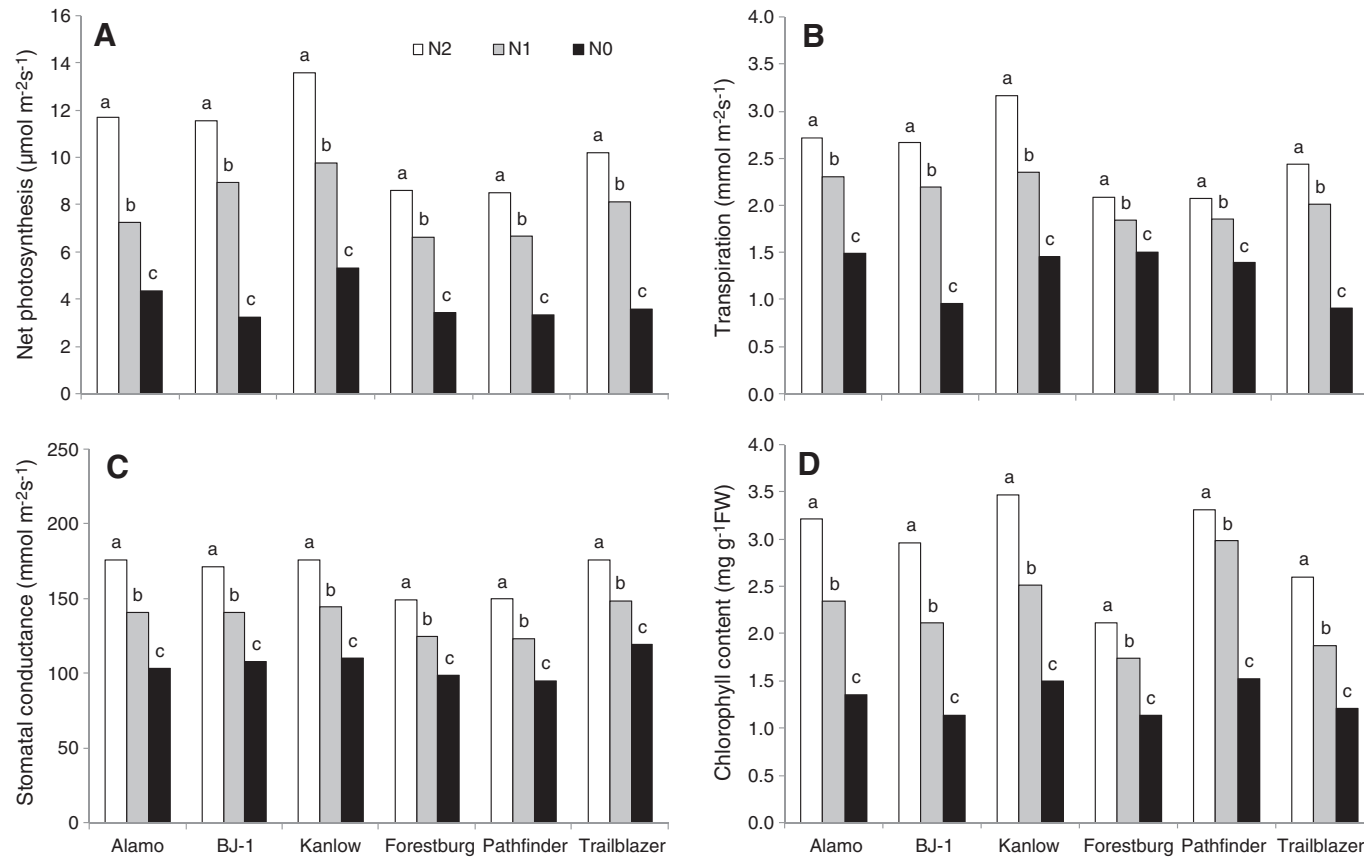 A
N2 N1 N0
Net photosynthesis (µmol m-2s-1)
16
14
12
10
8
6
4
2
0
a b c a b c a b c a b c a b c a b c
B
Transpiration (mmol m-2s-1)
4.0
3.5
3.0
2.5
2.0
1.5
1.0
0.5
0.0
a b c a b c a b c a b c a b c a b c
C
Stomatal conductance (mmol m-2s-1)
250
200
150
100
50
0
a b c a b c a b c a b c a b c a b c
Alamo BJ-1 Kanlow Forestburg Pathfinder Trailblazer
D
Chlorophyll content (mg g-1FW)
4.0
3.5
3.0
2.5
2.0
1.5
1.0
0.5
0.0
a b c a b c a b c a b c a b c a b c
Alamo BJ-1 Kanlow Forestburg Pathfinder Trailblazer